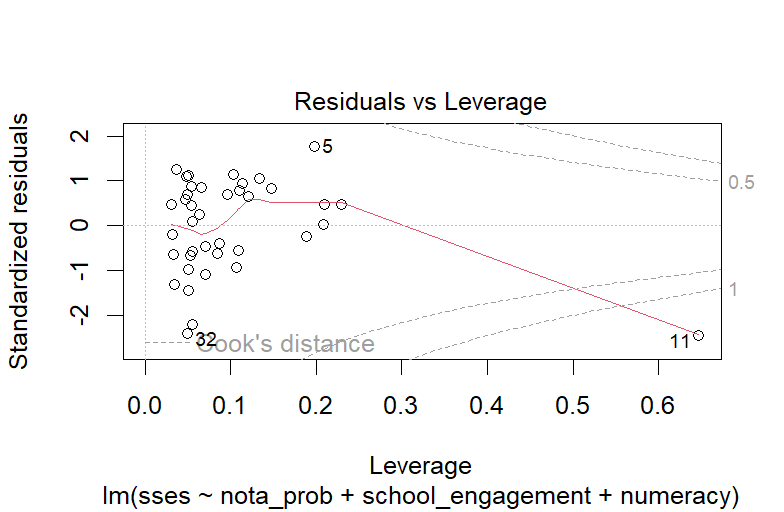 Residuals vs Leverage
Standardized residuals
2
1
0
-1
-2
5
0.5
1
32
Cook's distance
11
0.0 0.1 0.2 0.3 0.4 0.5 0.6
Leverage
lm(sses ~ nota_prob + school_engagement + numeracy)